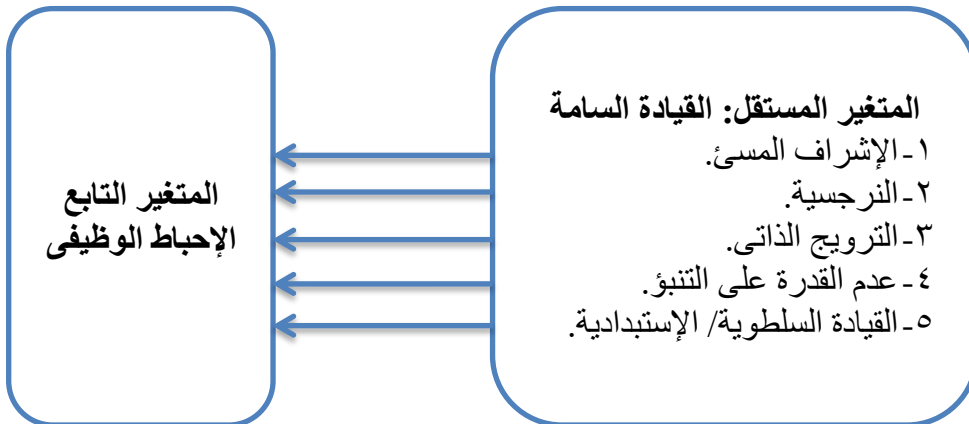 المتغير المستقل: القيادة السامة
١-الإشراف المسئ.
٢-النرجسية.
٣-الترويج الذاتى.
٤-عدم القدرة على التنبؤ.
٥-القيادة السلطوية/ الإستبدادية.
المتغير التابع
الإحباط الوظيفى